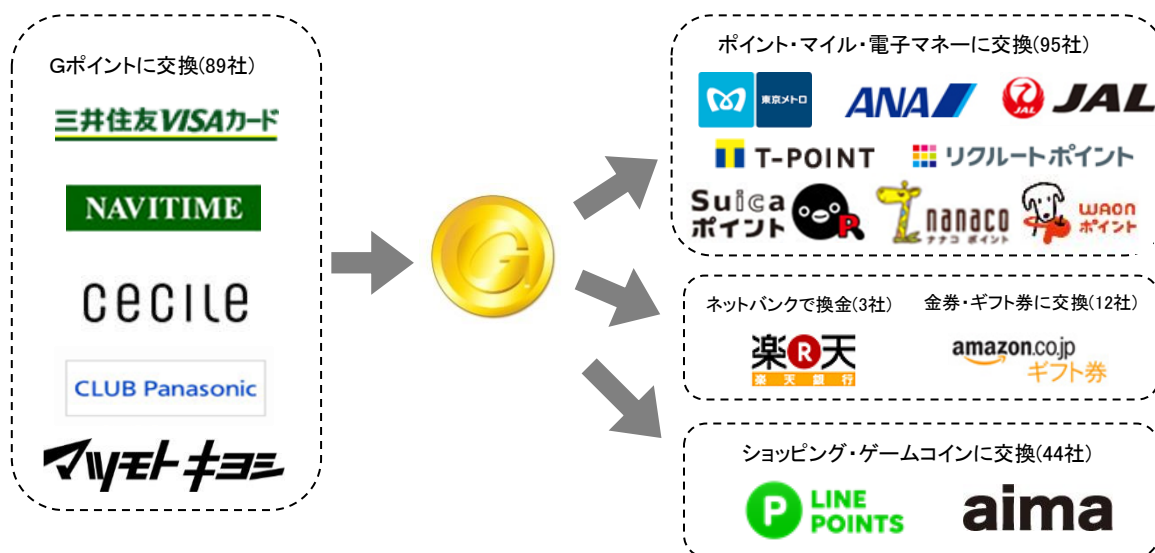 Gポイントに交換(89社)
三井住友VISAカード
NAVITIME
cecile
CLUB Panasonic
マツモトキヨシ
G
ポイント・マイル・電子マネーに交換(95社)
東京メトロ
ANA
JAL
JAL
T-POINT
リクルートポイント
Suica
ポイント
R
nanaco
ナナコ ポイント
WAON
ポイント
ネットバンクで換金(3社)
楽R天
楽天銀行
金券・ギフト券に交換(12社)
amazon.co.jp
ギフト券
ショッピング・ゲームコインに交換(44社)
P
LINE
POINTS
aima